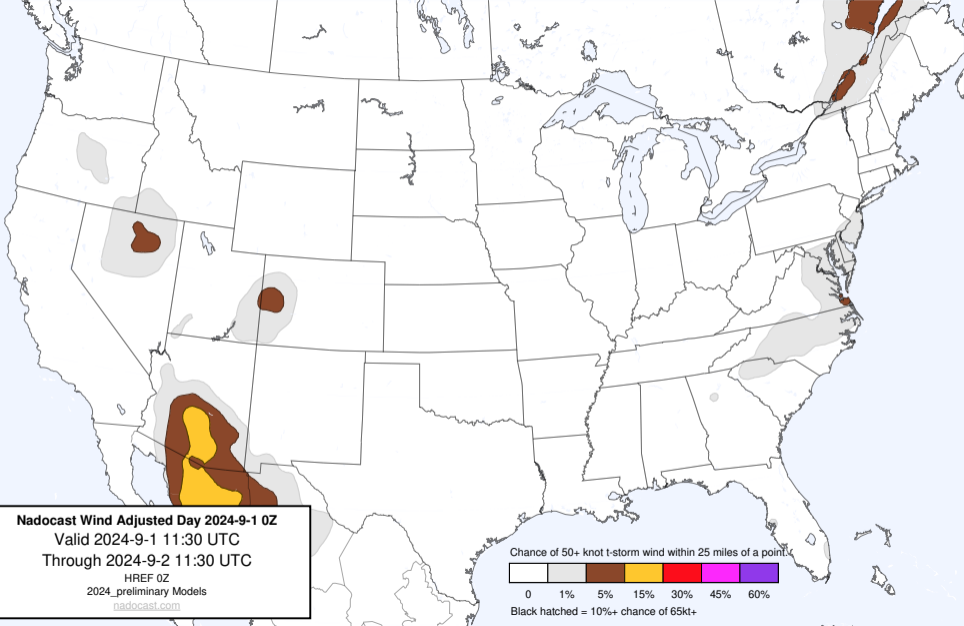 Nadocast Wind Adjusted Day 2024-9-1 0Z
Valid 2024-9-1 11:30 UTC
Through 2024-9-2 11:30 UTC
HREF 0Z
2024_preliminary Models
nadocast.com
Chance of 50+ knot t-storm wind within 25 miles of a point.
0 1% 5% 15% 30% 45% 60%
Black hatched = 10%+ chance of 65kt+